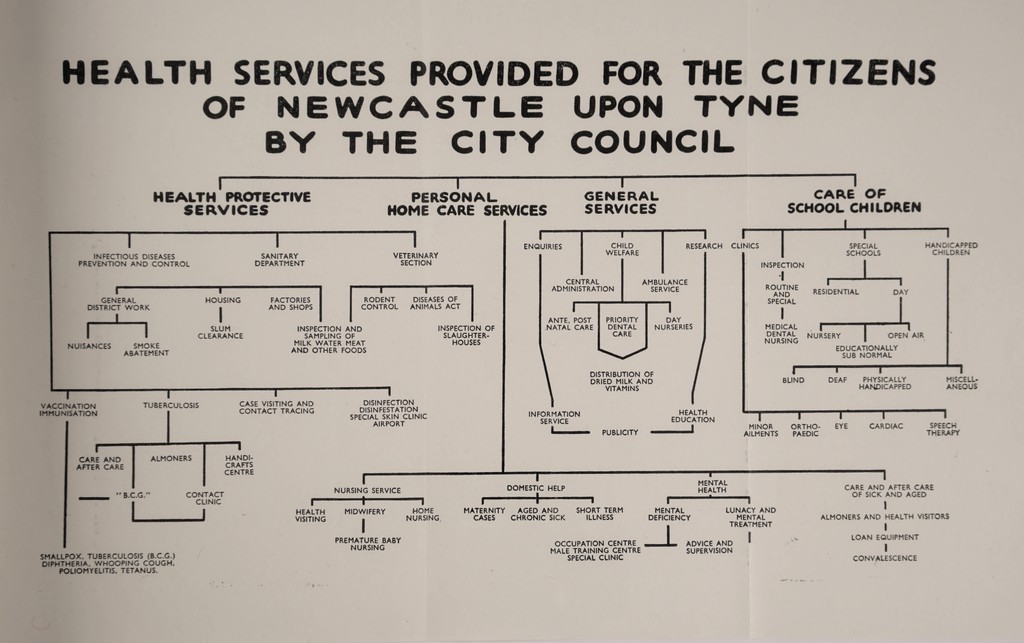 HEALTH SERVICES PROVIDED FOR THE CITIZENS
OF NEWCASTLE UPON TYNE
BY THE CITY COUNCIL
HEALTH PROTECTIVE
SERVICES
PERSONAL
HOME CARE SERVICES
GENERAL
SERVICES
CARE OF
SCHOOL CHILDREN
INFECTIOUS DISEASES
PREVENTION AND CONTROL
SANITARY
DEPARTMENT
VETERINARY
SECTION
GENERAL
DISTRICT WORK
HOUSING
FACTORIES
AND SHOPS
RODENT
CONTROL
DISEASES OF
ANIMALS ACT
NUISANCES
SMOKE
ABATEMENT
SLUM
CLEARANCE
INSPECTION AND
SAMPLING OF
MILK WATER MEAT
AND OTHER FOODS
INSPECTION OF
SLAUGHTER-
HOUSES
VACCINATION
IMMUNISATION
TUBERCULOSIS
CASE VISITING AND
CONTACT TRACING
DISINFECTION
DISINFESTATION
SPECIAL SKIN CLINIC
AIRPORT
CARE AND
AFTER CARE
ALMONERS
HANDI-
CRAFTS
CENTRE
"B.C.G."
CONTACT
CLINIC
SMALLPOX, TUBERCULOSIS (B.C.G.)
DIPHTHERIA, WHOOPING COUGH,
POLIOMYELITIS, TETANUS.
ENQUIRIES
CHILD
WELFARE
RESEARCH
CENTRAL
ADMINISTRATION
AMBULANCE
SERVICE
ANTE, POST
NATAL CARE
PRIORITY
DENTAL
CARE
DAY
NURSERIES
DISTRIBUTION OF
DRIED MILK AND
VITAMINS
INFORMATION
SERVICE
HEALTH
EDUCATION
PUBLICITY
CLINICS
SPECIAL
SCHOOLS
HANDICAPPED
CHILDREN
INSPECTION
ROUTINE
AND
SPECIAL
MEDICAL
DENTAL
NURSING
RESIDENTIAL
DAY
NURSERY
OPEN AIR
EDUCATIONALLY
SUB NORMAL
BLIND
DEAF
PHYSICALLY
HANDICAPPED
MISCELL-
ANEOUS
MINOR
AILMENTS
ORTHO-
PAEDIC
EYE
CARDIAC
SPEECH
THERAPY
NURSING SERVICE
DOMESTIC HELP
MENTAL
HEALTH
CARE AND AFTER CARE
OF SICK AND AGED
HEALTH
VISITING
MIDWIFERY
HOME
NURSING
MATERNITY
CASES
AGED AND
CHRONIC SICK
SHORT TERM
ILLNESS
MENTAL
DEFICIENCY
LUNACY AND
MENTAL
TREATMENT
ALMONERS AND HEALTH VISITORS
PREMATURE BABY
NURSING
OCCUPATION CENTRE
MALE TRAINING CENTRE
SPECIAL CLINIC
ADVICE AND
SUPERVISION
LOAN EQUIPMENT
CONVALESCENCE